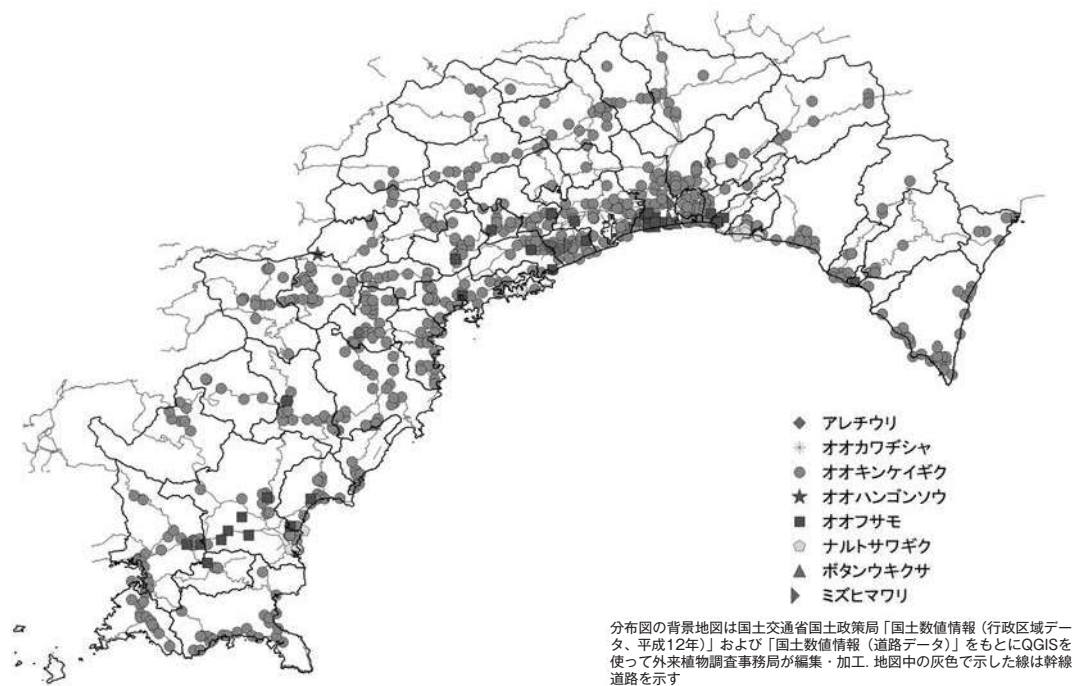 アレチウリ
オオカワヂシャ
オオキンケイギク
オオハンゴンソウ
オオフサモ
ナルトサワギク
ボタンウキクサ
ミズヒマワリ
分布図の背景地図は国土交通省国土政策局「国土数値情報（行政区域デー
タ、平成12年）」および「国土数値情報（道路データ）」をもとにQGISを
使って外来植物調査事務局が編集・加工. 地図中の灰色で示した線は幹線
道路を示す